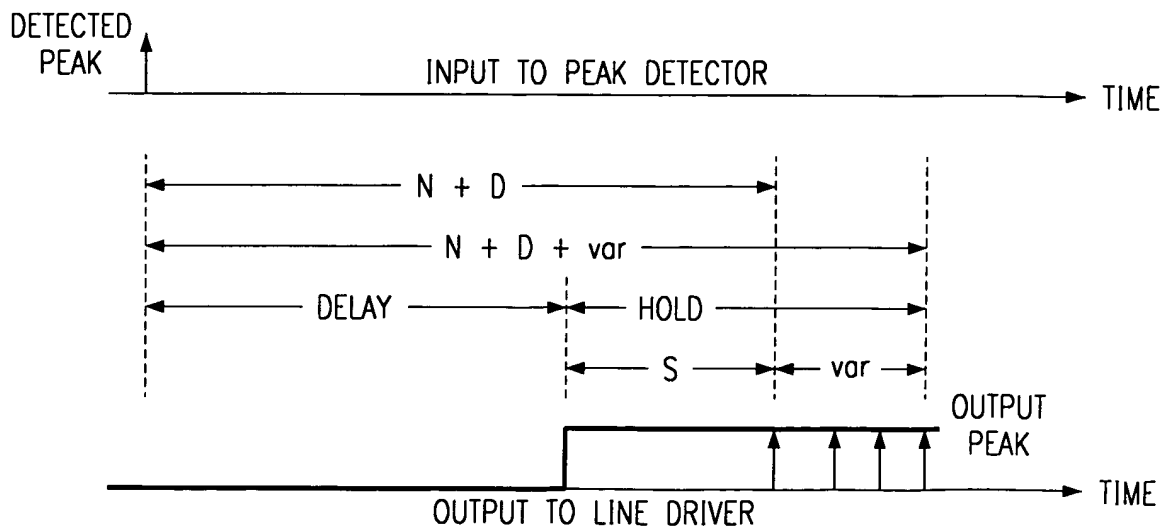 DETECTED
PEAK
INPUT TO PEAK DETECTOR
TIME
N + D
N + D + var
DELAY
HOLD
S
var
OUTPUT
PEAK
TIME
OUTPUT TO LINE DRIVER